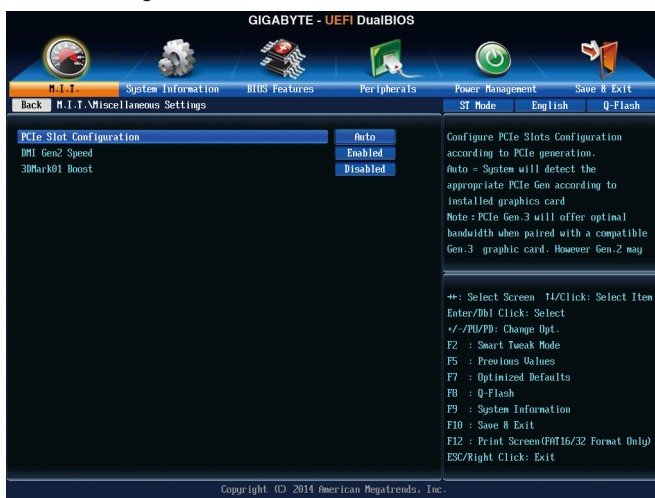 GIGABYTE - UEFI DualBIOS
M.I.T. System Information BIOS Features Peripherals Power Management Save & Exit
Back M.I.T.\Miscellaneous Settings ST Mode English Q-Flash
PCIe Slot Configuration Auto
DMI Gen2 Speed Enabled
3DMark01 Boost Disabled
Configure PCIe Slots Configuration
according to PCIe generation.
Auto = System will detect the
appropriate PCIe Gen according to
installed graphics card
Note : PCIe Gen.3 will offer optimal
bandwidth when paired with a compatible
Gen.3 graphic card. However Gen.2 may
→←: Select Screen ↑↓/Click: Select Item
Enter/Dbl Click: Select
+/-/PU/PD: Change Opt.
F2 : Smart Tweak Mode
F5 : Previous Values
F7 : Optimized Defaults
F8 : Q-Flash
F9 : System Information
F10 : Save & Exit
F12 : Print Screen(FAT16/32 Format Only)
ESC/Right Click: Exit
Copyright (C) 2014 American Megatrends, Inc.